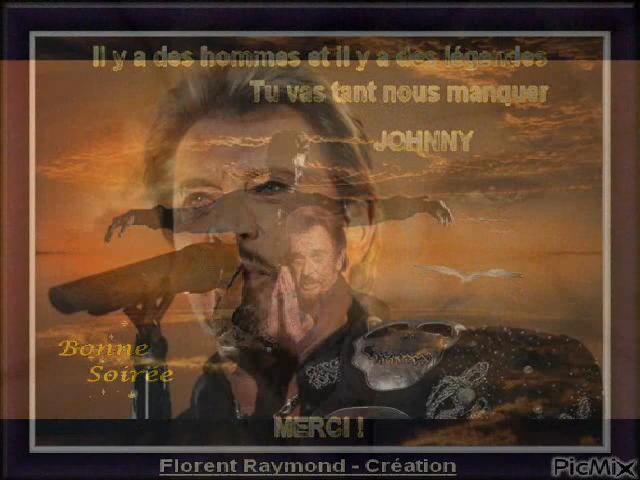 Il y a des hommes et il y a des légendes
Tu vas tant nous manquer
JOHNNY
Bonne
Soirée
MERCI !
Florent Raymond - Création
PicMix